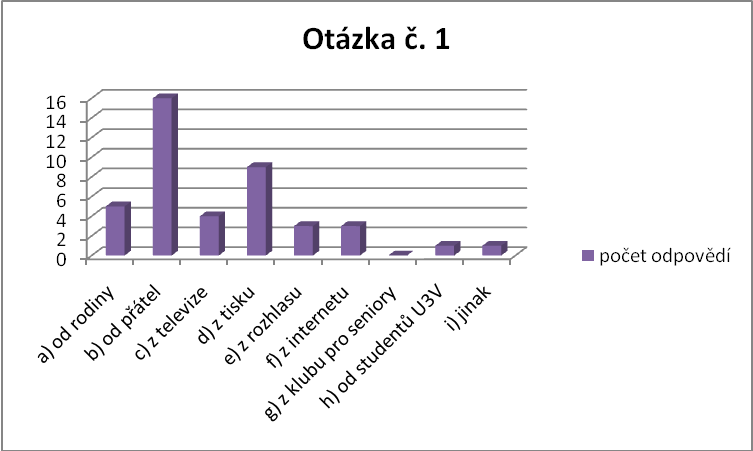 Otázka č. 1
16
14
12
10
8
6
4
2
0
a) od rodiny
b) od přátel
c) z televize
d) z tisku
e) z rozhlasu
f) z internetu
g) z klubu pro seniory
h) od studentů U3V
i) jinak
počet odpovědí